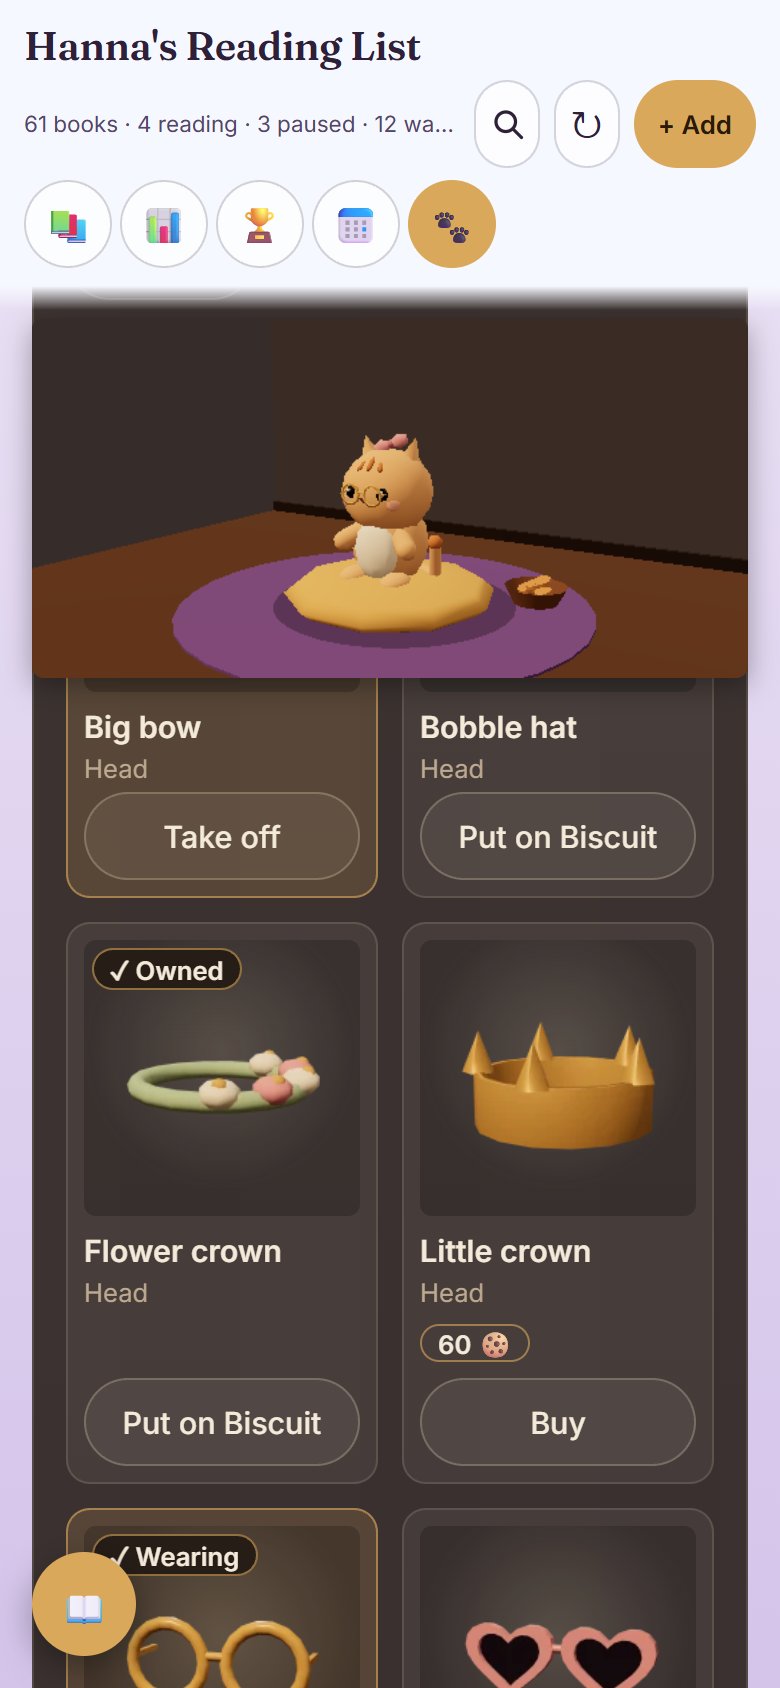 Hanna's Reading List
61 books · 4 reading · 3 paused · 12 wa...
+ Add
Big bow
Head
Take off
Bobble hat
Head
Put on Biscuit
✓ Owned
Flower crown
Head
Put on Biscuit
Little crown
Head
60
Buy
✓ Wearing